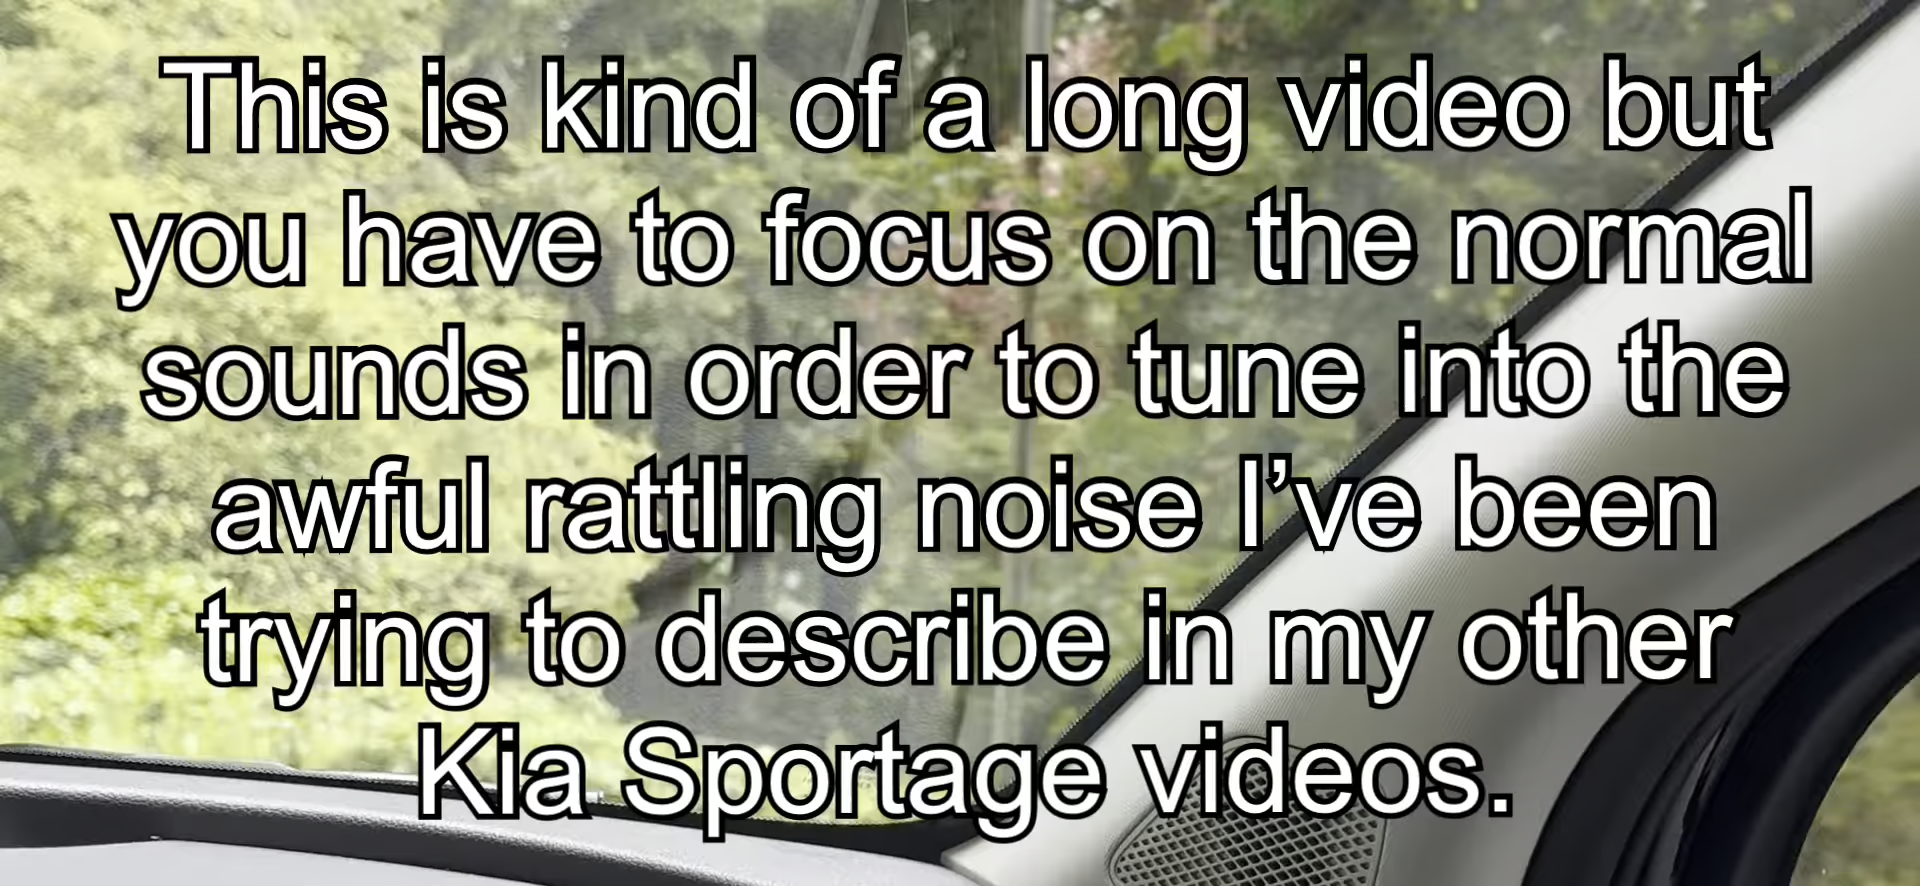 This is kind of a long video but
you have to focus on the normal
sounds in order to tune into the
awful rattling noise I’ve been
trying to describe in my other
Kia Sportage videos.